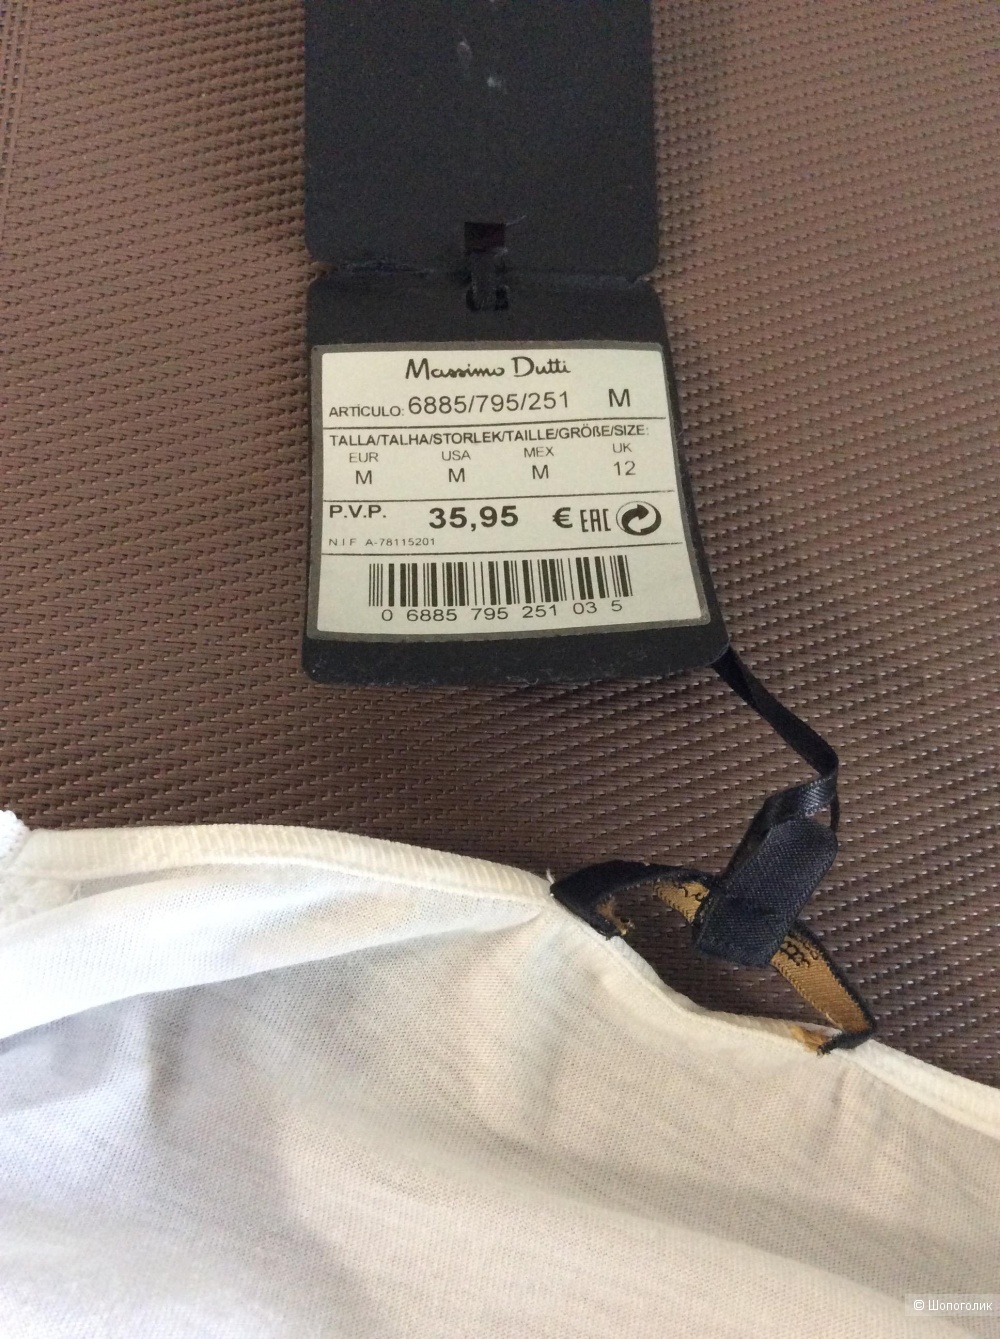 Massimo Dutti
ARTÍCULO: 6885/795/251 M
TALLA/TALHA/STORLEK/TAILLE/GRÖßE/SIZE:
EUR USA MEX UK
M M M 12
P.V.P. 35,95 € EAC
N I F A-78115201
0 6885 795 251 03 5
© Шопоголик